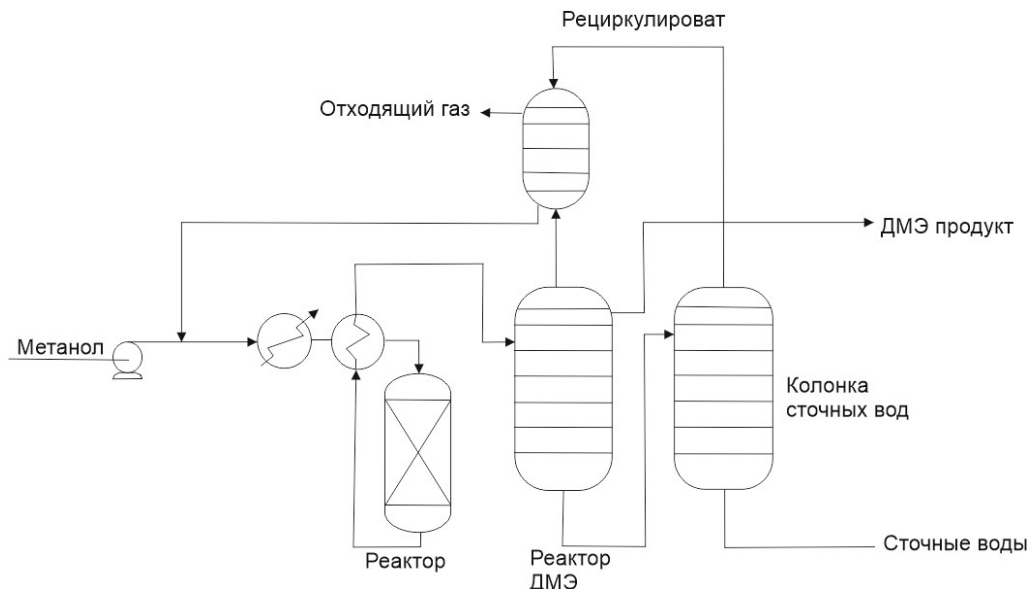 Рециркулироват
Отходящий газ
ДМЭ продукт
Метанол
Колонка
сточных вод
Реактор
Реактор
ДМЭ
Сточные воды